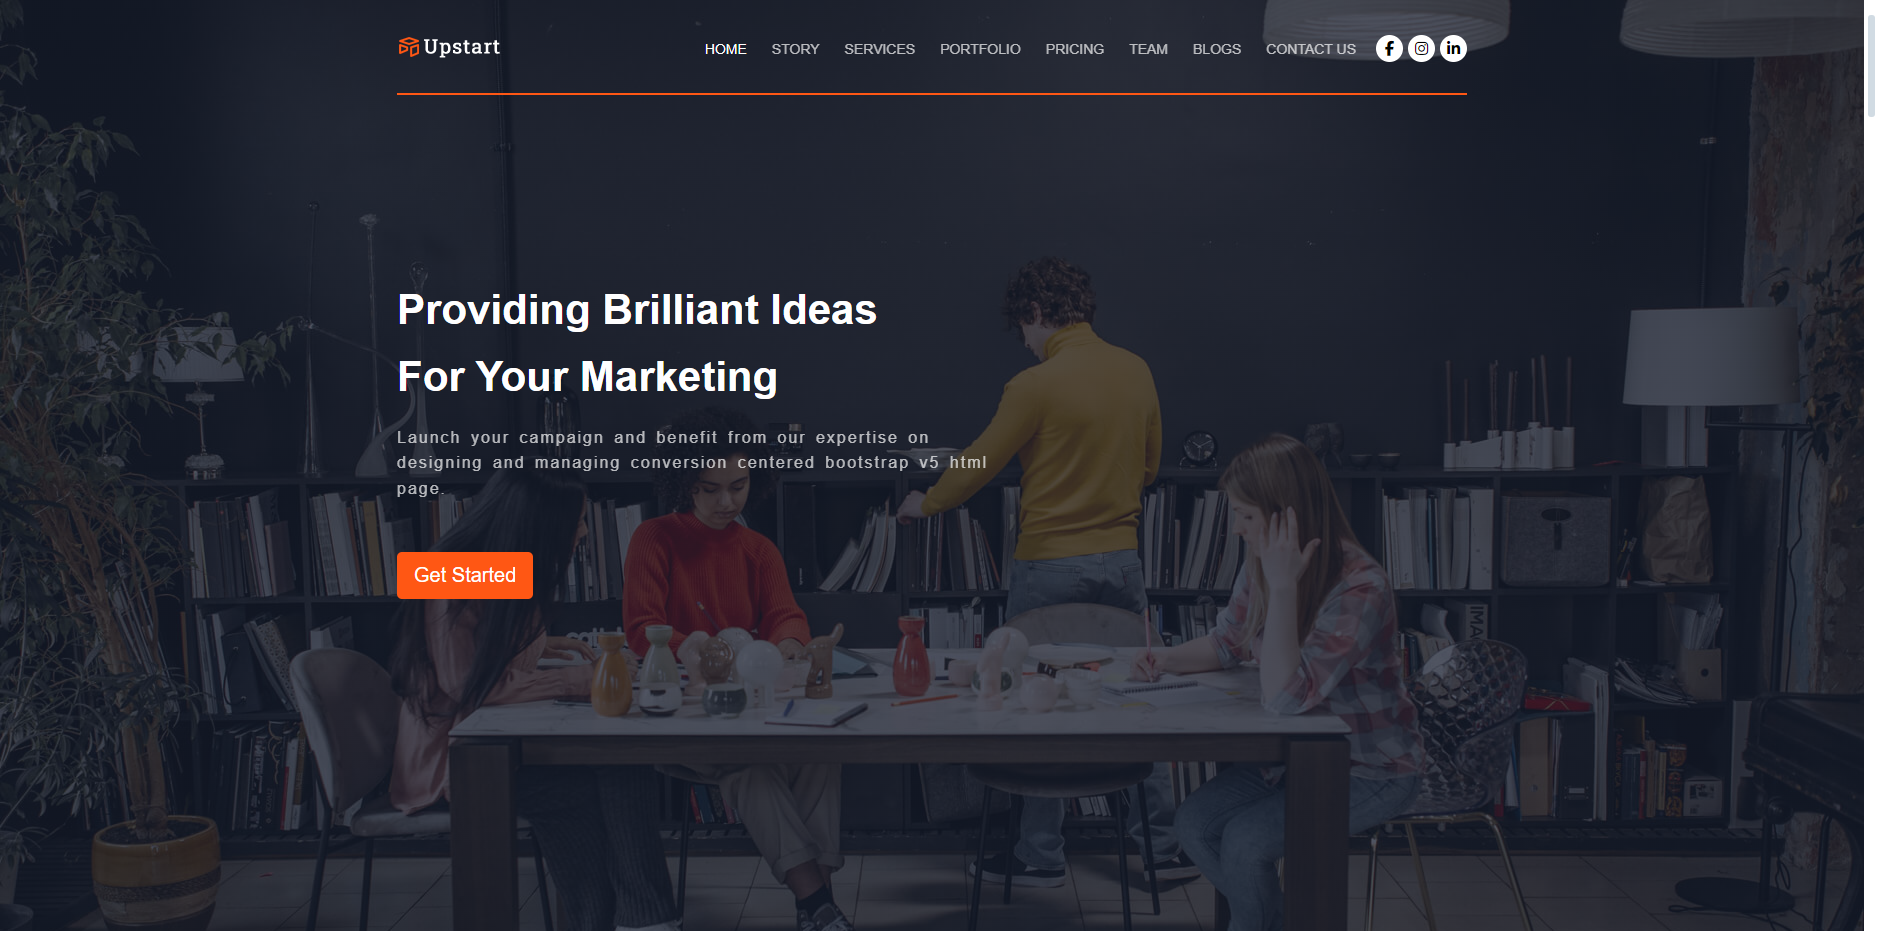 Upstart
HOME STORY SERVICES PORTFOLIO PRICING TEAM BLOGS CONTACT US
Providing Brilliant Ideas
For Your Marketing
Launch your campaign and benefit from our expertise on
designing and managing conversion centered bootstrap v5 html
page.
Get Started